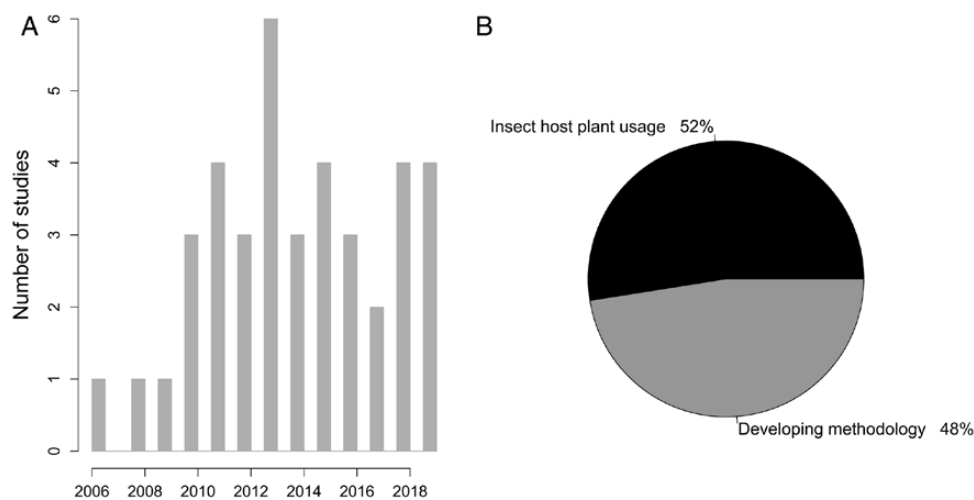 A
Number of studies
6
5
4
3
2
1
0
2006 2008 2010 2012 2014 2016 2018
B
Insect host plant usage 52%
Developing methodology 48%